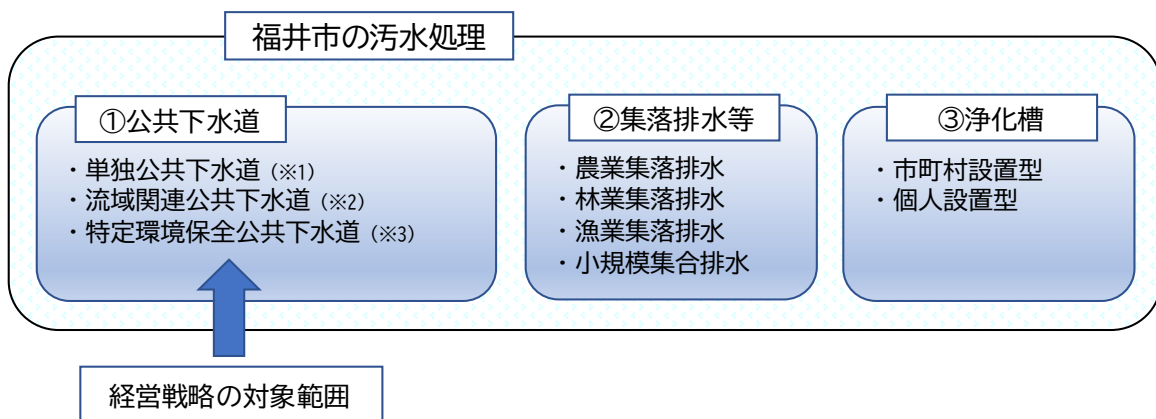 福井市の汚水処理
①公共下水道
・単独公共下水道（※1）
・流域関連公共下水道（※2）
・特定環境保全公共下水道（※3）
②集落排水等
・農業集落排水
・林業集落排水
・漁業集落排水
・小規模集合排水
③浄化槽
・市町村設置型
・個人設置型
経営戦略の対象範囲